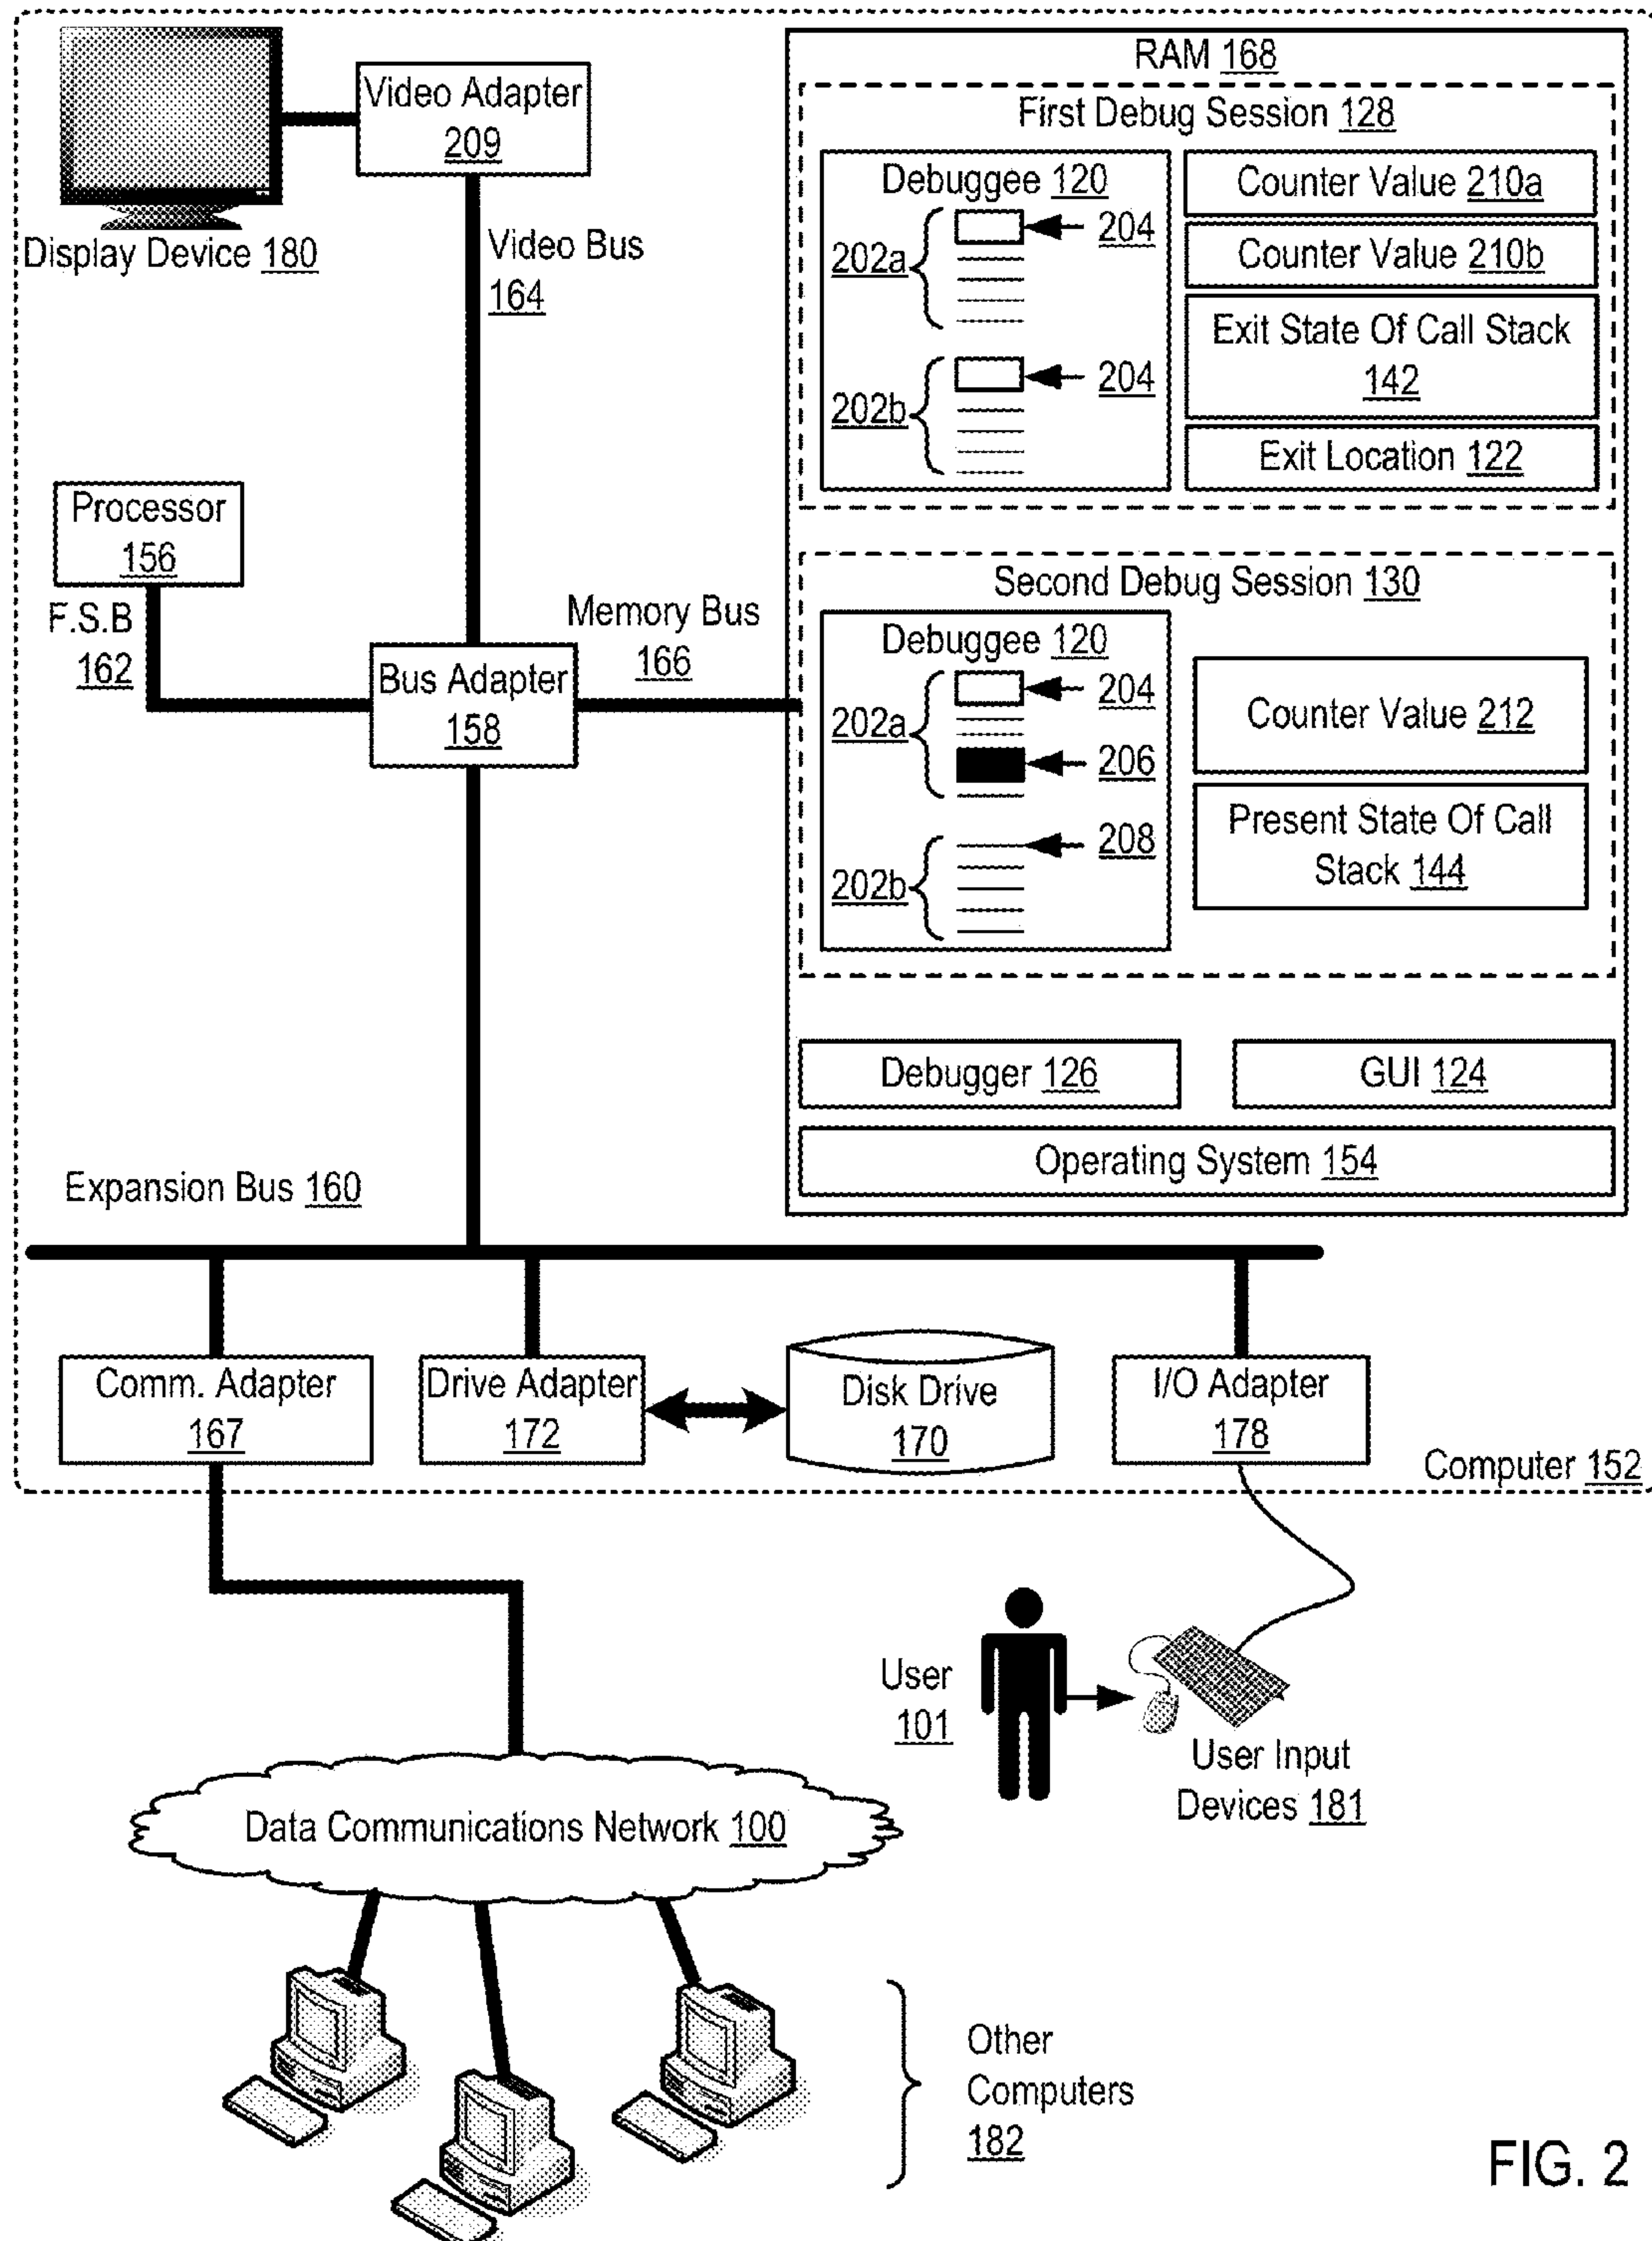 RAM 168
Video Adapter
209
Display Device 180
Video Bus
164
First Debug Session 128
Debuggee 120
202a
204
202b
204
Counter Value 210a
Counter Value 210b
Exit State Of Call Stack
142
Exit Location 122
Processor
156
F.S.B
162
Bus Adapter
158
Memory Bus
166
Second Debug Session 130
Debuggee 120
202a
204
206
202b
208
Counter Value 212
Present State Of Call
Stack 144
Debugger 126
GUI 124
Operating System 154
Expansion Bus 160
Comm. Adapter
167
Drive Adapter
172
Disk Drive
170
I/O Adapter
178
Computer 152
User
101
User Input
Devices 181
Data Communications Network 100
Other
Computers
182
FIG. 2